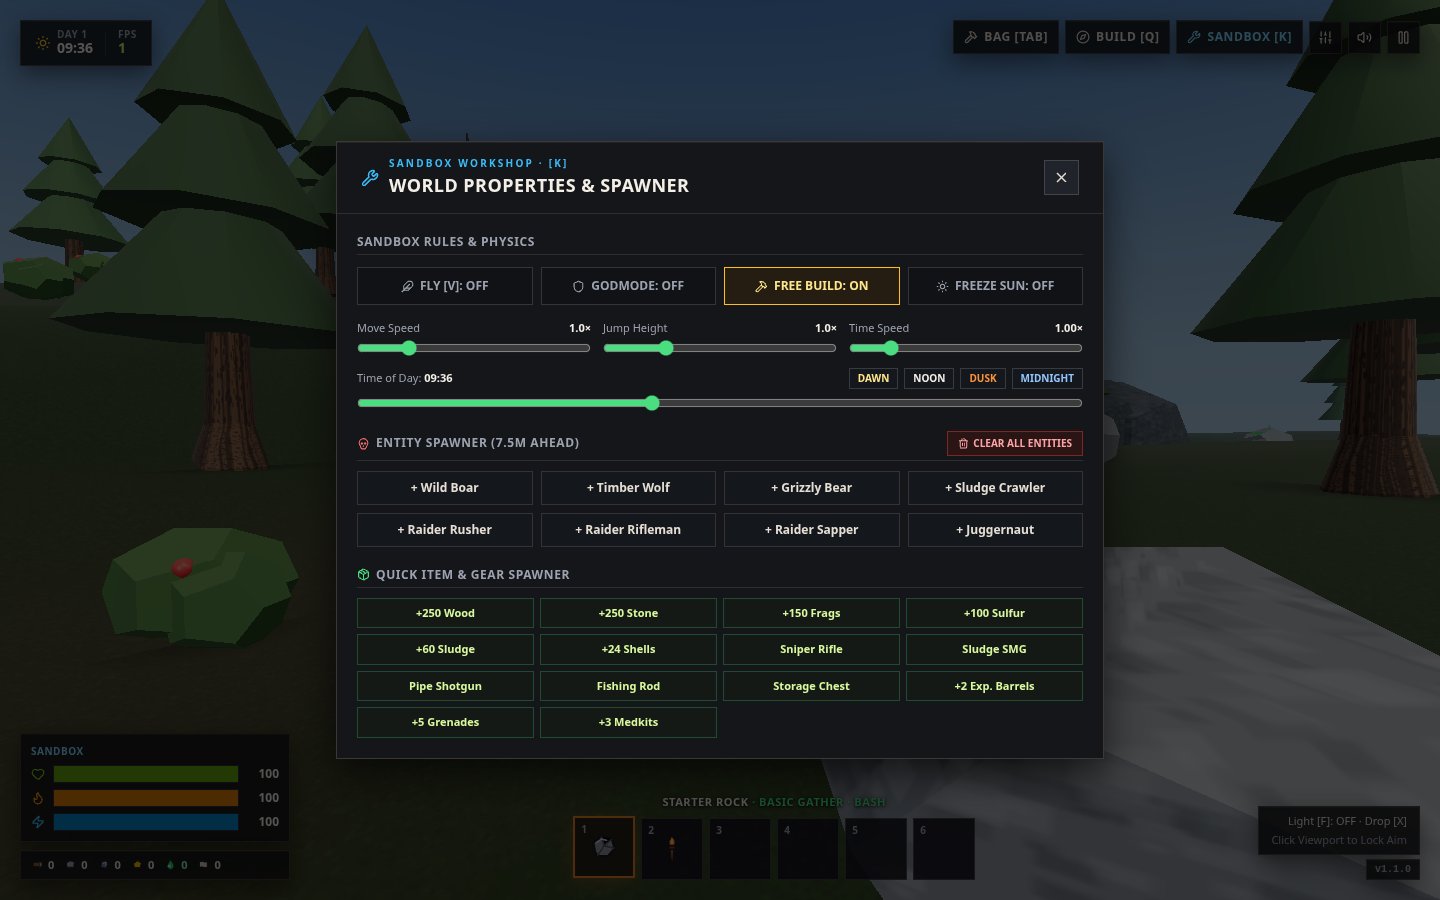 DAY 1
09:36
FPS
1
BAG [TAB]
BUILD [Q]
SANDBOX [K]
SANDBOX WORKSHOP · [K]
WORLD PROPERTIES & SPAWNER
SANDBOX RULES & PHYSICS
FLY [V]: OFF
GODMODE: OFF
FREE BUILD: ON
FREEZE SUN: OFF
Move Speed 1.0×
Jump Height 1.0×
Time Speed 1.00×
Time of Day: 09:36
DAWN
NOON
DUSK
MIDNIGHT
ENTITY SPAWNER (7.5M AHEAD)
CLEAR ALL ENTITIES
+ Wild Boar
+ Timber Wolf
+ Grizzly Bear
+ Sludge Crawler
+ Raider Rusher
+ Raider Rifleman
+ Raider Sapper
+ Juggernaut
QUICK ITEM & GEAR SPAWNER
+250 Wood
+250 Stone
+150 Frags
+100 Sulfur
+60 Sludge
+24 Shells
Sniper Rifle
Sludge SMG
Pipe Shotgun
Fishing Rod
Storage Chest
+2 Exp. Barrels
+5 Grenades
+3 Medkits
SANDBOX
100
100
100
0 0 0 0 0 0
STARTER ROCK · BASIC GATHER · BASH
1 2 3 4 5 6
Light [F]: OFF · Drop [X]
Click Viewport to Lock Aim
v1.1.0